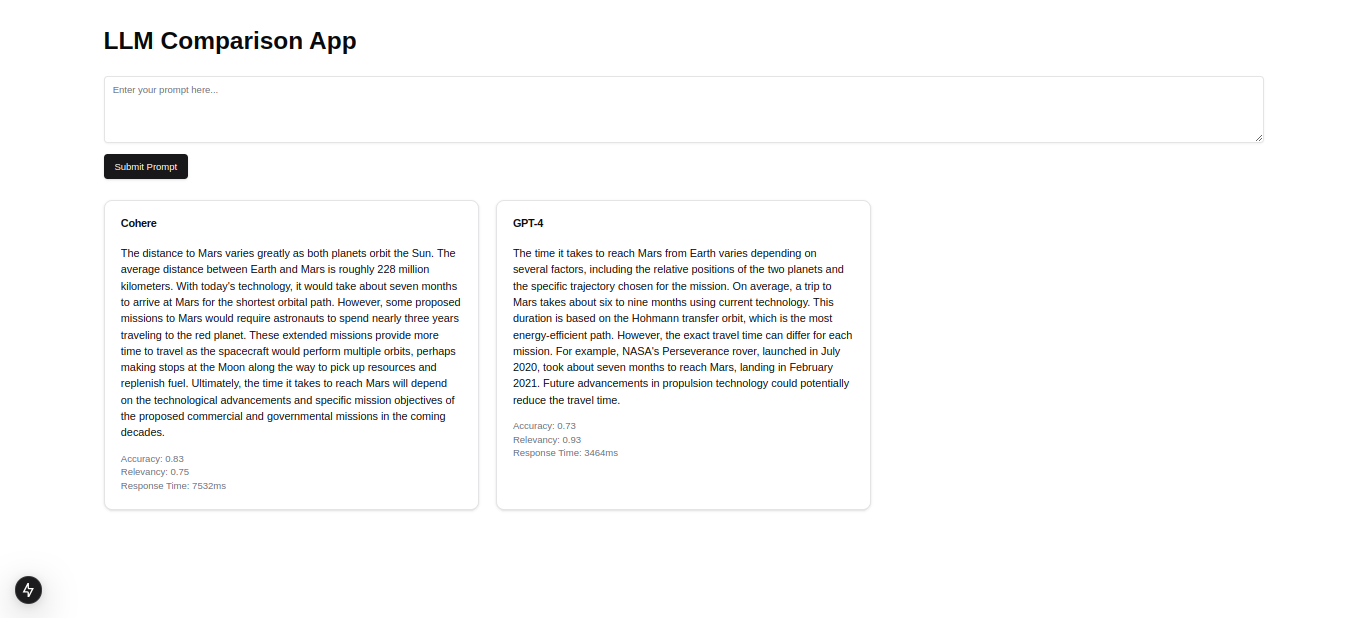 LLM Comparison App
Enter your prompt here...
Submit Prompt
Cohere
The distance to Mars varies greatly as both planets orbit the Sun. The
average distance between Earth and Mars is roughly 228 million
kilometers. With today's technology, it would take about seven months
to arrive at Mars for the shortest orbital path. However, some proposed
missions to Mars would require astronauts to spend nearly three years
traveling to the red planet. These extended missions provide more
time to travel as the spacecraft would perform multiple orbits, perhaps
making stops at the Moon along the way to pick up resources and
replenish fuel. Ultimately, the time it takes to reach Mars will depend
on the technological advancements and specific mission objectives of
the proposed commercial and governmental missions in the coming
decades.
Accuracy: 0.83
Relevancy: 0.75
Response Time: 7532ms
GPT-4
The time it takes to reach Mars from Earth varies depending on
several factors, including the relative positions of the two planets and
the specific trajectory chosen for the mission. On average, a trip to
Mars takes about six to nine months using current technology. This
duration is based on the Hohmann transfer orbit, which is the most
energy-efficient path. However, the exact travel time can differ for each
mission. For example, NASA's Perseverance rover, launched in July
2020, took about seven months to reach Mars, landing in February
2021. Future advancements in propulsion technology could potentially
reduce the travel time.
Accuracy: 0.73
Relevancy: 0.93
Response Time: 3464ms